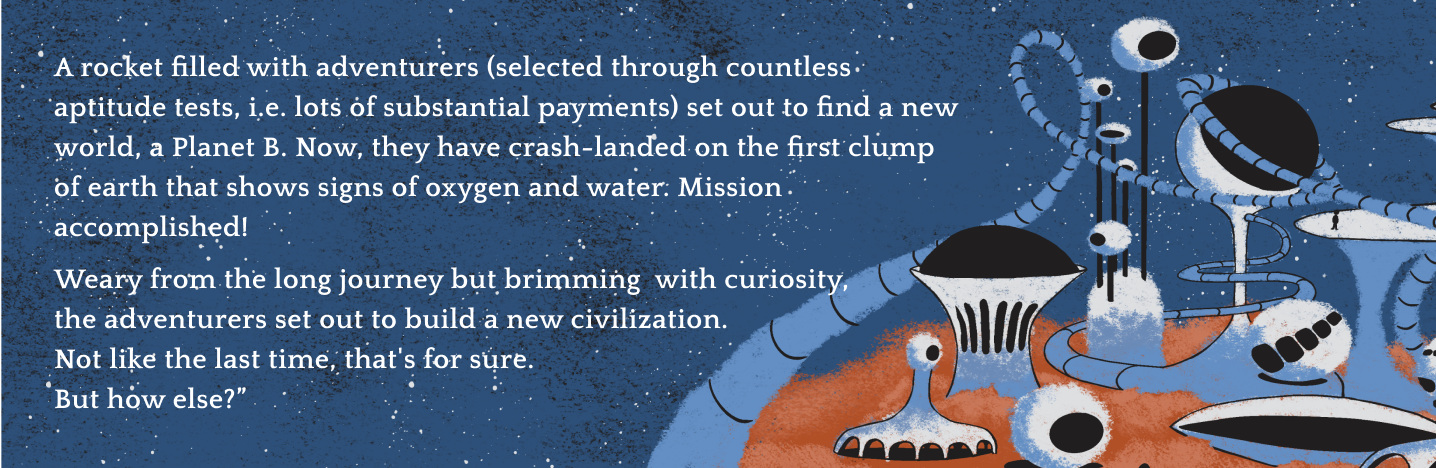 A rocket filled with adventurers (selected through countless
aptitude tests, i.e. lots of substantial payments) set out to find a new
world, a Planet B. Now, they have crash-landed on the first clump
of earth that shows signs of oxygen and water. Mission
accomplished!
Weary from the long journey but brimming  with curiosity,
the adventurers set out to build a new civilization.
Not like the last time, that's for sure.
But how else?”